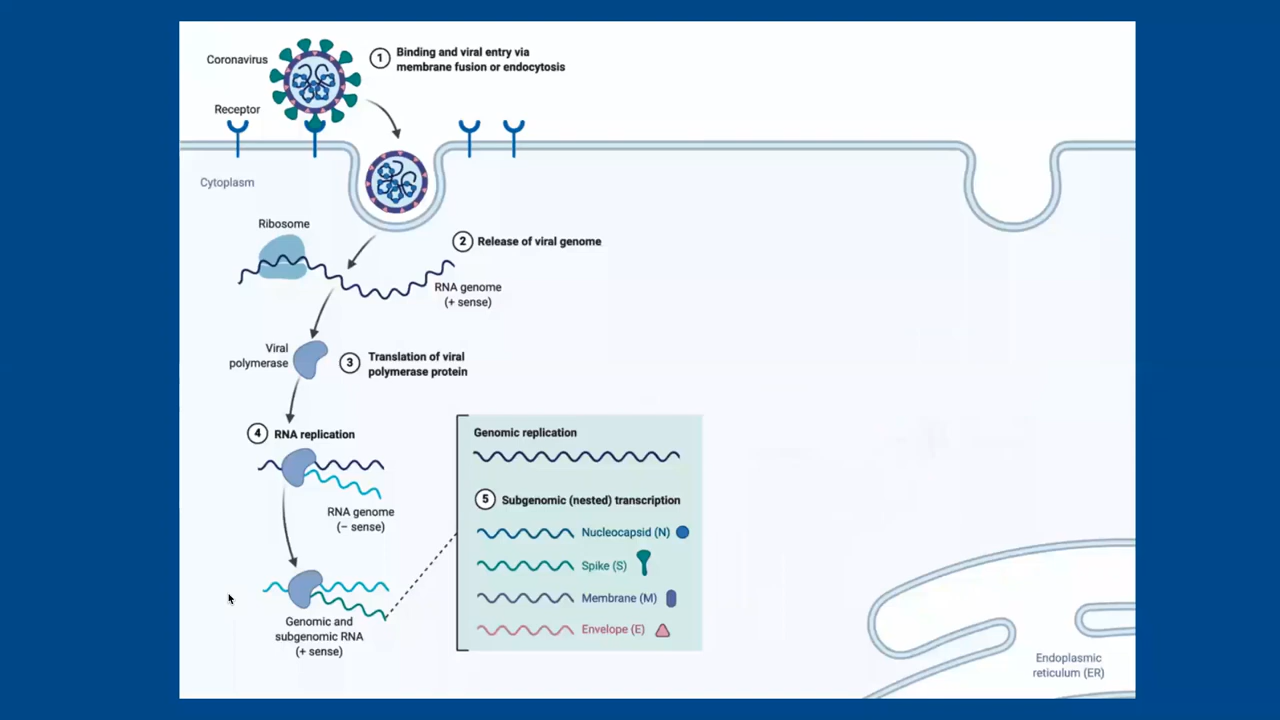 Coronavirus
1
Binding and viral entry via
membrane fusion or endocytosis
Receptor
Cytoplasm
Ribosome
2
Release of viral genome
RNA genome
(+ sense)
Viral
polymerase
3
Translation of viral
polymerase protein
4
RNA replication
RNA genome
(− sense)
Genomic and
subgenomic RNA
(+ sense)
Genomic replication
5
Subgenomic (nested) transcription
Nucleocapsid (N)
Spike (S)
Membrane (M)
Envelope (E)
Endoplasmic
reticulum (ER)